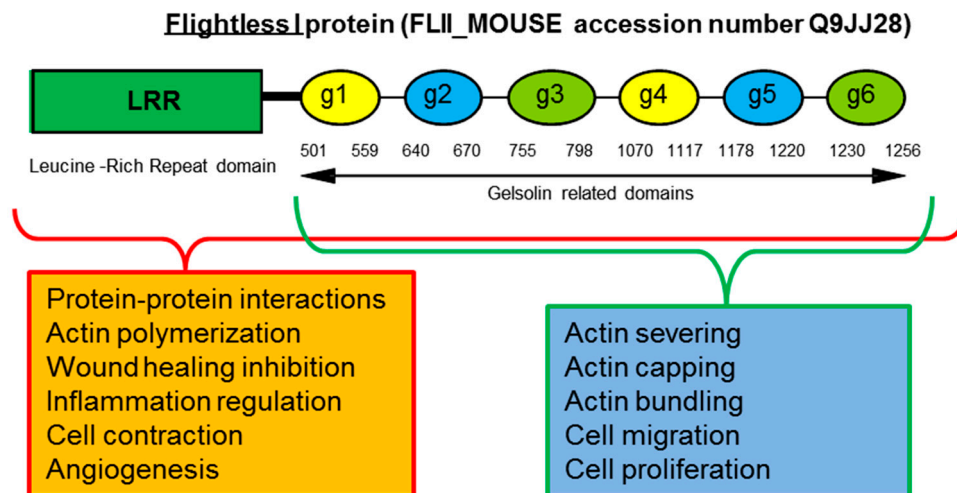 Flightless I protein (FLII_MOUSE accession number Q9JJ28)
LRR g1 g2 g3 g4 g5 g6
501 559 640 670 755 798 1070 1117 1178 1220 1230 1256
Leucine -Rich Repeat domain
Gelsolin related domains
Protein-protein interactions
Actin polymerization
Wound healing inhibition
Inflammation regulation
Cell contraction
Angiogenesis
Actin severing
Actin capping
Actin bundling
Cell migration
Cell proliferation